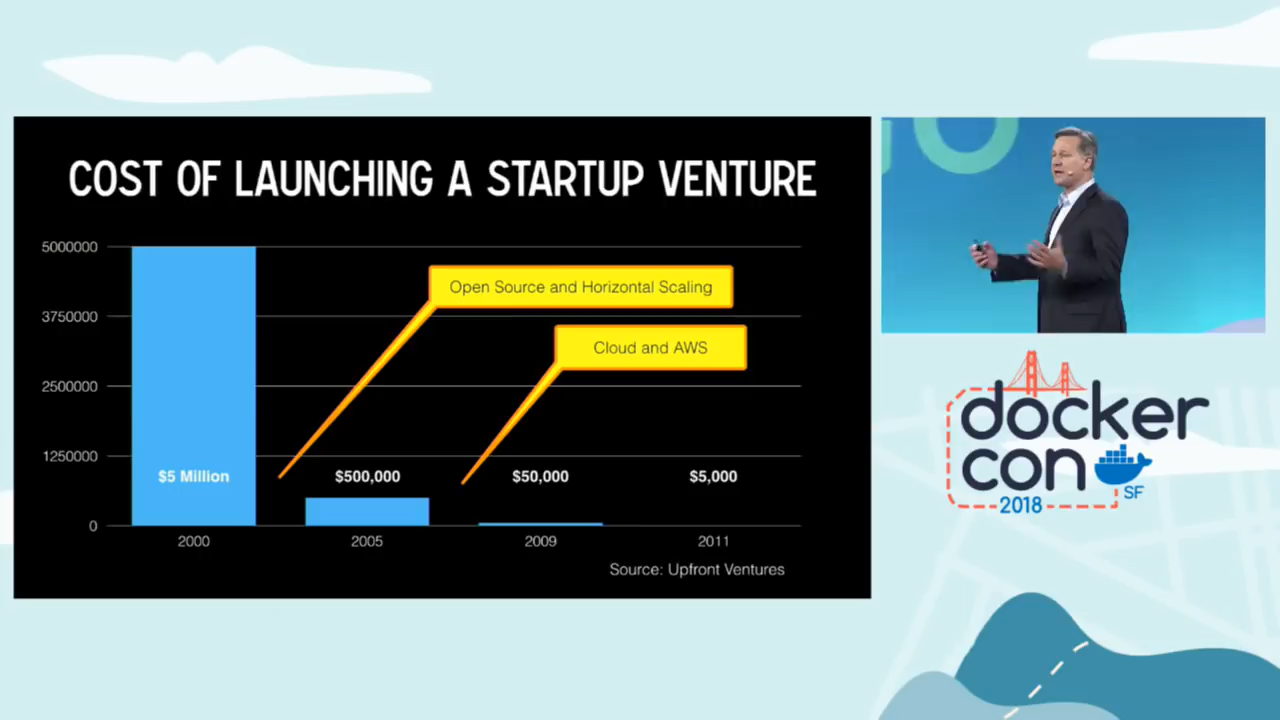 COST OF LAUNCHING A STARTUP VENTURE
5000000
3750000
2500000
1250000
0
Open Source and Horizontal Scaling
Cloud and AWS
$5 Million
$500,000
$50,000
$5,000
2000
2005
2009
2011
Source: Upfront Ventures
docker
con
2018
SF